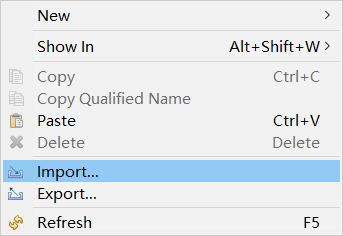 New
Show In Alt+Shift+W
Copy Ctrl+C
Copy Qualified Name
Paste Ctrl+V
Delete Delete
Import...
Export...
Refresh F5